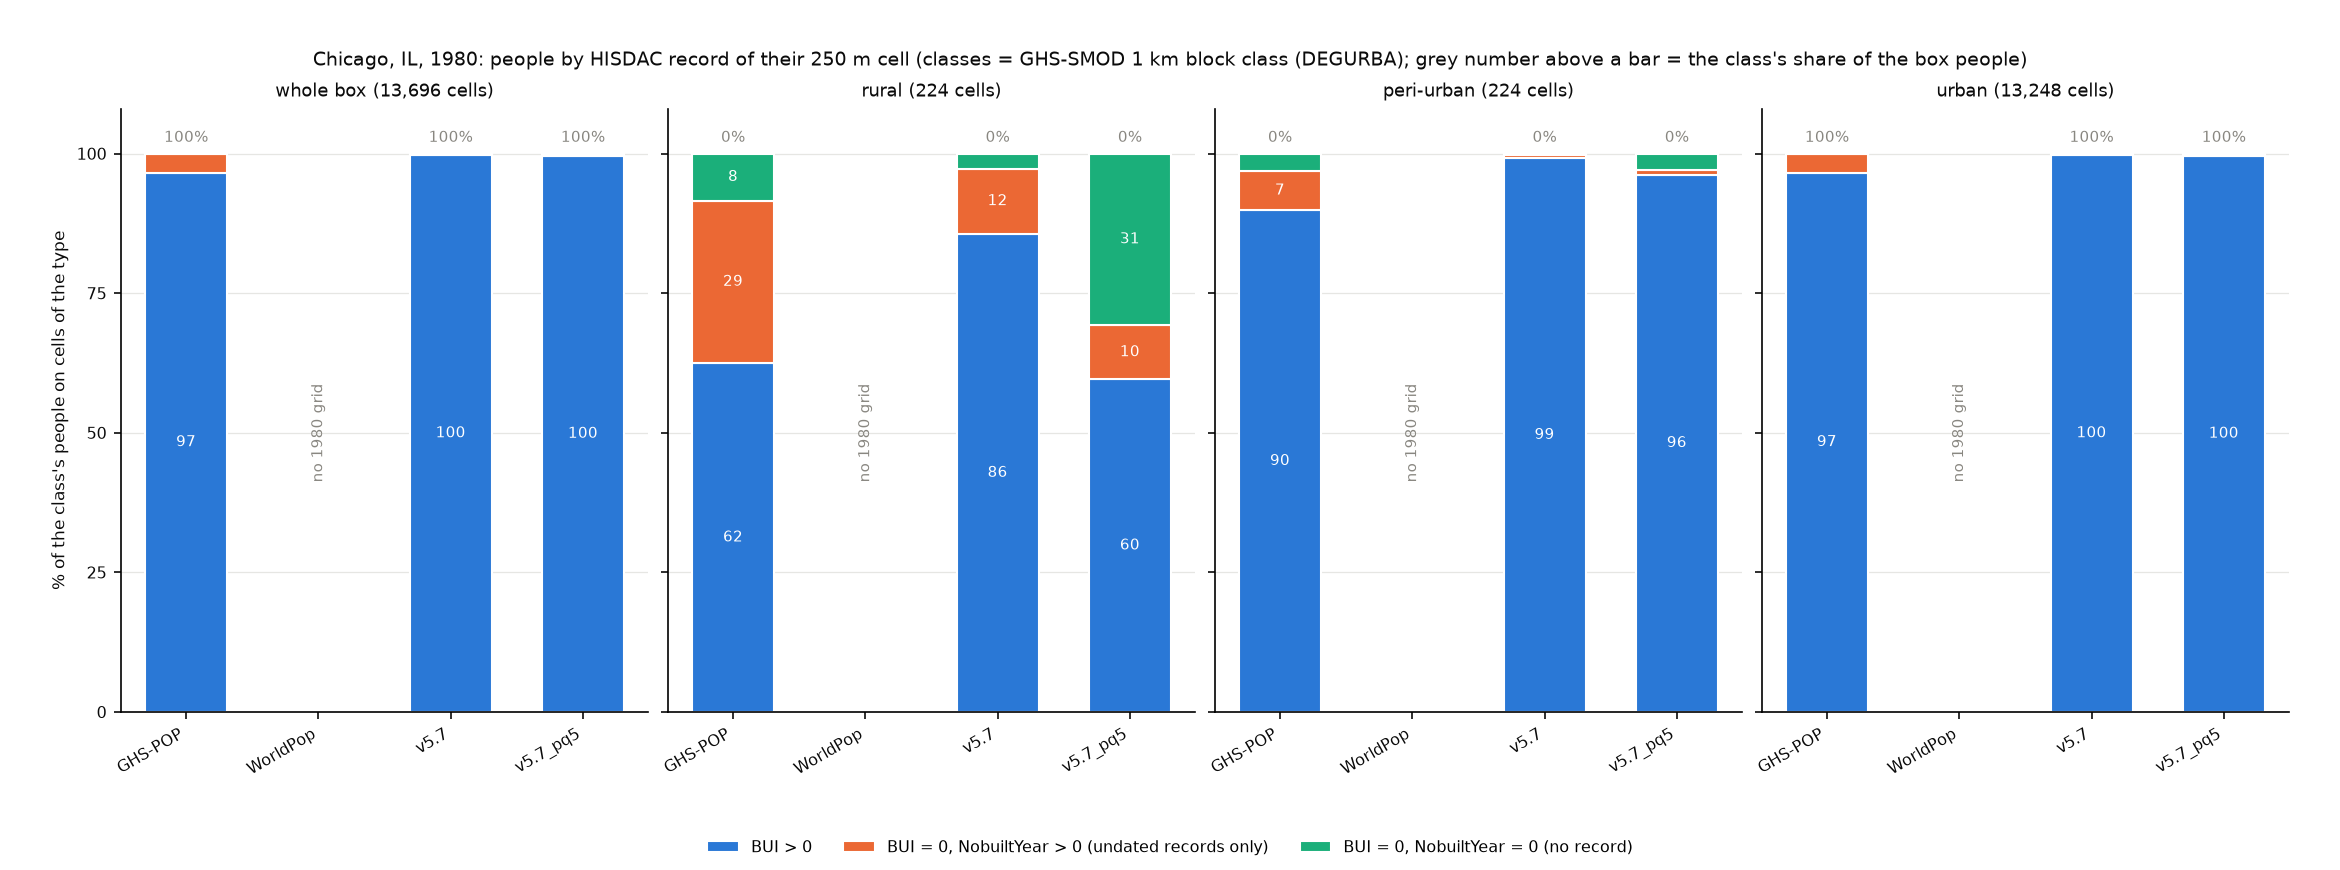 Chicago, IL, 1980: people by HISDAC record of their 250 m cell (classes = GHS-SMOD 1 km block class (DEGURBA); grey number above a bar = the class's share of the box people)
whole box (13,696 cells)
rural (224 cells)
peri-urban (224 cells)
urban (13,248 cells)
% of the class's people on cells of the type
100
75
50
25
0
100%
100%
100%
97
no 1980 grid
100
100
GHS-POP
WorldPop
v5.7
v5.7_pq5
0%
0%
0%
8
29
62
no 1980 grid
12
86
31
10
60
GHS-POP
WorldPop
v5.7
v5.7_pq5
0%
0%
0%
7
90
no 1980 grid
99
96
GHS-POP
WorldPop
v5.7
v5.7_pq5
100%
100%
100%
97
no 1980 grid
100
100
GHS-POP
WorldPop
v5.7
v5.7_pq5
BUI > 0
BUI = 0, NobuiltYear > 0 (undated records only)
BUI = 0, NobuiltYear = 0 (no record)